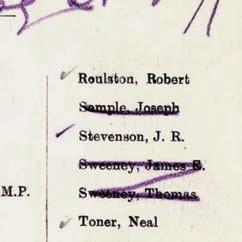 Roulston, Robert
Semple, Joseph
Stevenson, J. R.
Sweeney, James E.
M.P. Sweeney, Thomas
Toner, Neal